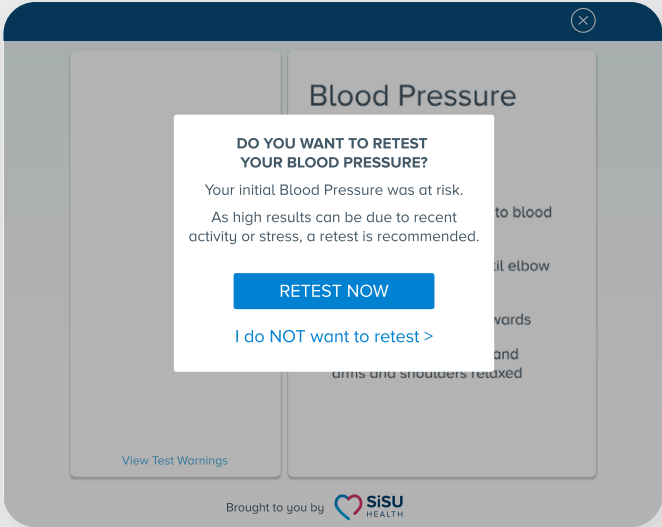 Blood Pressure
DO YOU WANT TO RETEST
YOUR BLOOD PRESSURE?
Your initial Blood Pressure was at risk.
As high results can be due to recent
activity or stress, a retest is recommended.
RETEST NOW
I do NOT want to retest >
to blood
elbow
and
arms and shoulders relaxed
View Test Warnings
Brought to you by
SiSU
HEALTH